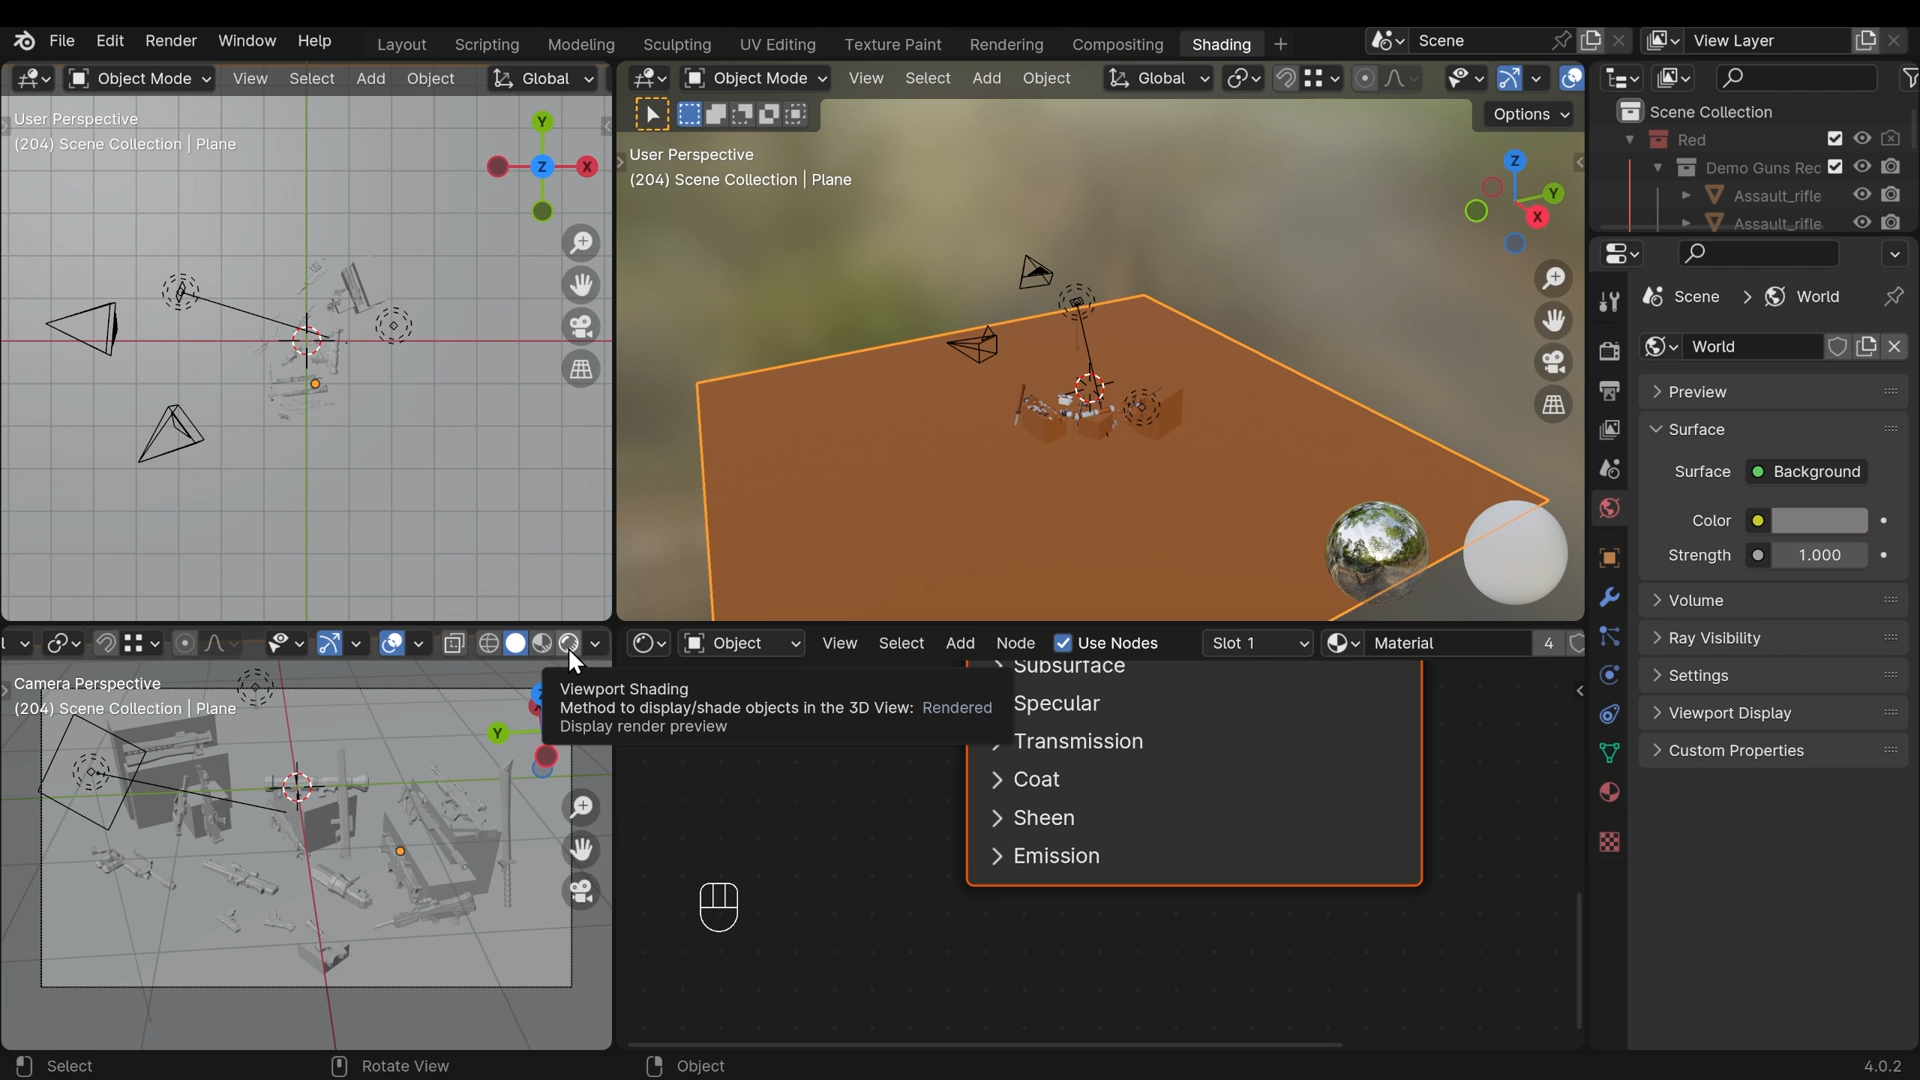 File Edit Render Window Help Layout Scripting Modeling Sculpting UV Editing Texture Paint Rendering Compositing Shading Scene View Layer
Object Mode View Select Add Object Global
User Perspective
(204) Scene Collection | Plane
Y
X
Z
Object Mode View Select Add Object Global
Options
User Perspective
(204) Scene Collection | Plane
Z
Y
X
Scene Collection
Red
Demo Guns Rec
Assault_rifle
Assault_rifle
Scene World
World
Preview
Surface
Surface Background
Color
Strength 1.000
Volume
Ray Visibility
Settings
Viewport Display
Custom Properties
Camera Perspective
(204) Scene Collection | Plane
Y
Viewport Shading
Method to display/shade objects in the 3D View: Rendered
Display render preview
Object View Select Add Node Use Nodes Slot 1 Material 4
Subsurface
Specular
Transmission
Coat
Sheen
Emission
Select Rotate View Object 4.0.2